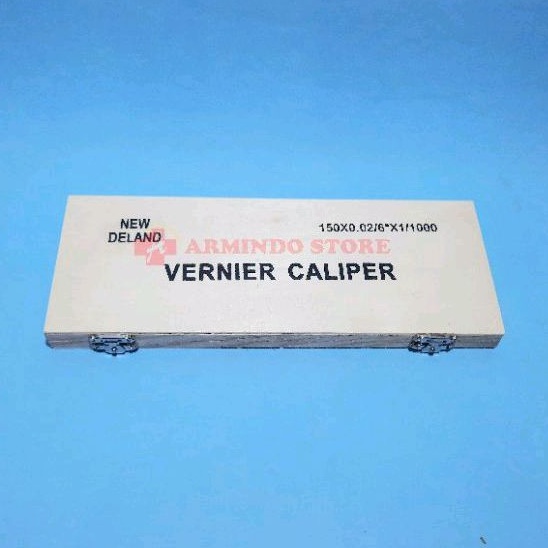 NEW
DELAND
150X0.02/6"X1/1000
ARMINDO STORE
VERNIER CALIPER